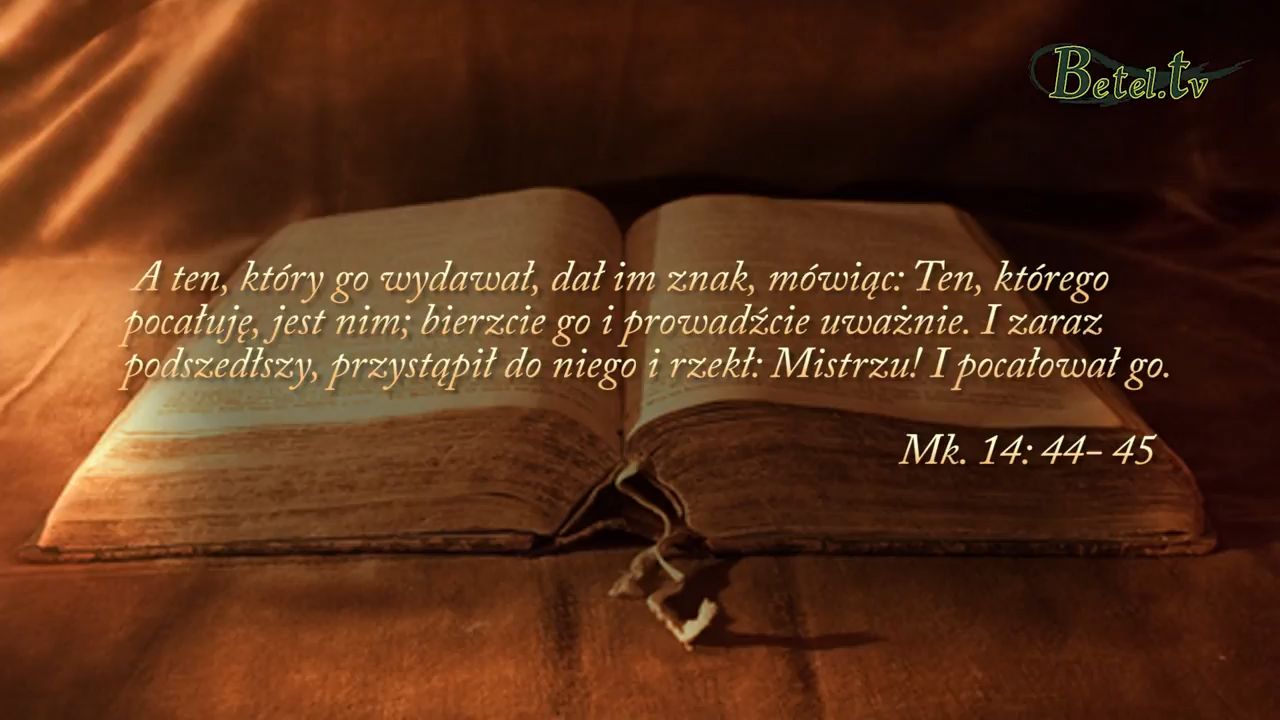 Betel.tv
A ten, który go wydawał, dał im znak, mówiąc: Ten, którego
pocałuję, jest nim; bierzcie go i prowadźcie uważnie. I zaraz
podszedłszy, przystąpił do niego i rzekł: Mistrzu! I pocałował go.
Mk. 14: 44- 45